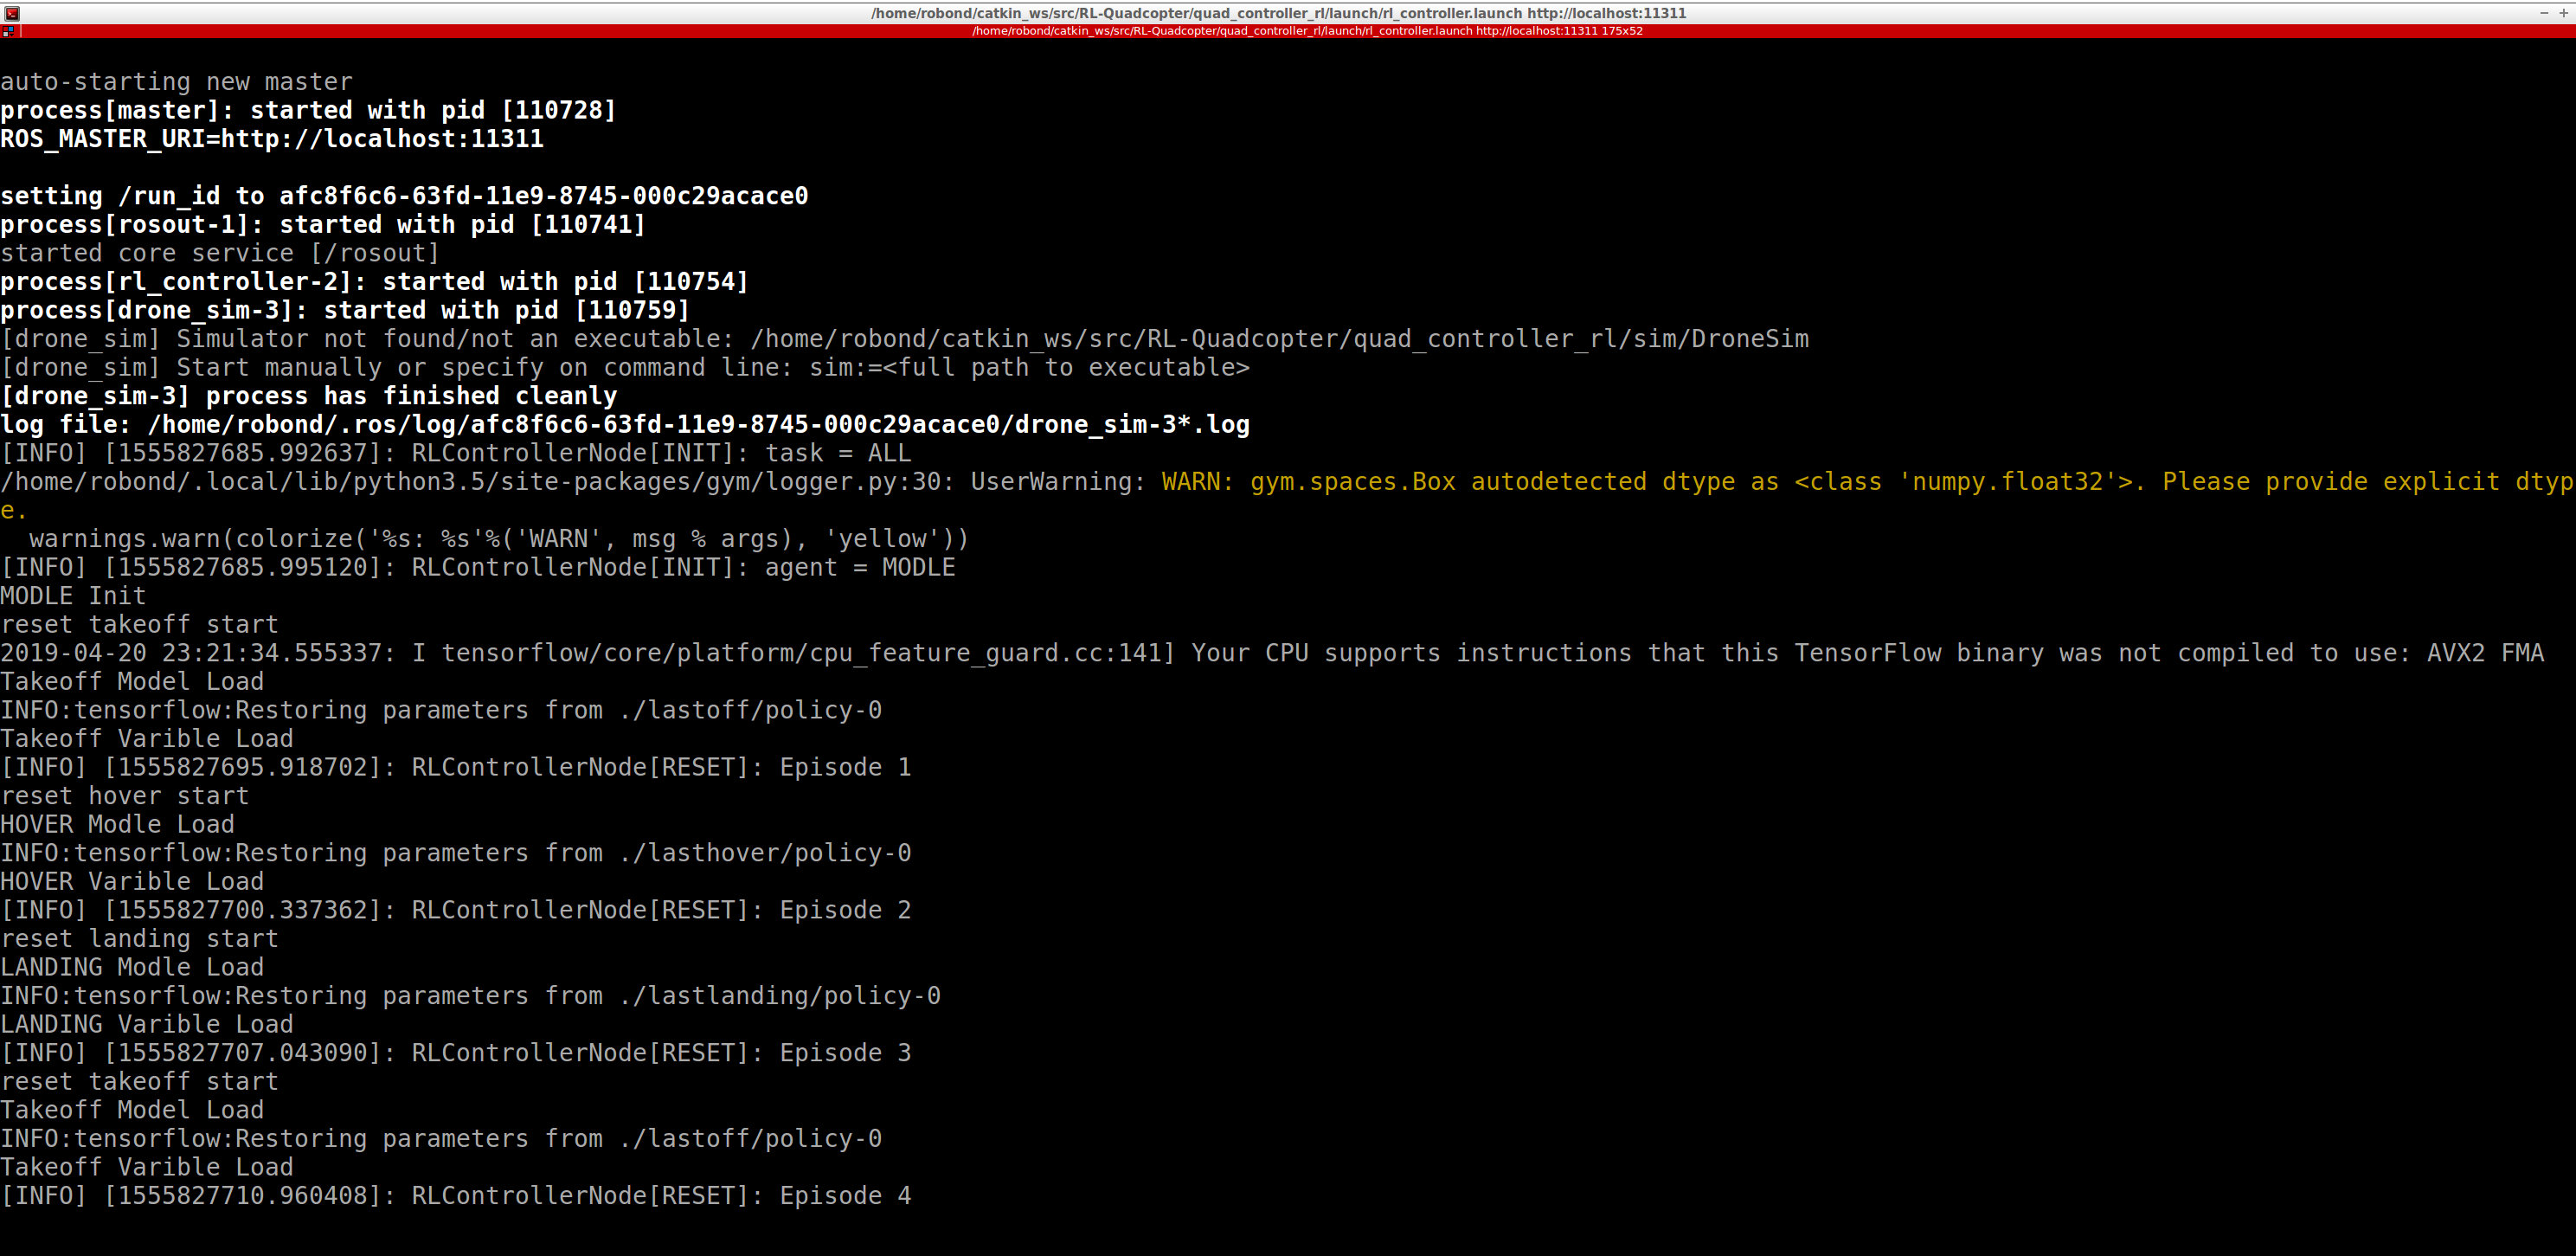 /home/robond/catkin_ws/src/RL-Quadcopter/quad_controller_rl/launch/rl_controller.launch http://localhost:11311
/home/robond/catkin_ws/src/RL-Quadcopter/quad_controller_rl/launch/rl_controller.launch http://localhost:11311 175x52
auto-starting new master
process[master]: started with pid [110728]
ROS_MASTER_URI=http://localhost:11311
setting /run_id to afc8f6c6-63fd-11e9-8745-000c29acace0
process[rosout-1]: started with pid [110741]
started core service [/rosout]
process[rl_controller-2]: started with pid [110754]
process[drone_sim-3]: started with pid [110759]
[drone_sim] Simulator not found/not an executable: /home/robond/catkin_ws/src/RL-Quadcopter/quad_controller_rl/sim/DroneSim
[drone_sim] Start manually or specify on command line: sim:=<full path to executable>
[drone_sim-3] process has finished cleanly
log file: /home/robond/.ros/log/afc8f6c6-63fd-11e9-8745-000c29acace0/drone_sim-3*.log
[INFO] [1555827685.992637]: RLControllerNode[INIT]: task = ALL
/home/robond/.local/lib/python3.5/site-packages/gym/logger.py:30: UserWarning: WARN: gym.spaces.Box autodetected dtype as <class 'numpy.float32'>. Please provide explicit dtyp
e.
  warnings.warn(colorize('%s: %s'%('WARN', msg % args), 'yellow'))
[INFO] [1555827685.995120]: RLControllerNode[INIT]: agent = MODLE
MODLE Init
reset takeoff start
2019-04-20 23:21:34.555337: I tensorflow/core/platform/cpu_feature_guard.cc:141] Your CPU supports instructions that this TensorFlow binary was not compiled to use: AVX2 FMA
Takeoff Model Load
INFO:tensorflow:Restoring parameters from ./lastoff/policy-0
Takeoff Varible Load
[INFO] [1555827695.918702]: RLControllerNode[RESET]: Episode 1
reset hover start
HOVER Modle Load
INFO:tensorflow:Restoring parameters from ./lasthover/policy-0
HOVER Varible Load
[INFO] [1555827700.337362]: RLControllerNode[RESET]: Episode 2
reset landing start
LANDING Modle Load
INFO:tensorflow:Restoring parameters from ./lastlanding/policy-0
LANDING Varible Load
[INFO] [1555827707.043090]: RLControllerNode[RESET]: Episode 3
reset takeoff start
Takeoff Model Load
INFO:tensorflow:Restoring parameters from ./lastoff/policy-0
Takeoff Varible Load
[INFO] [1555827710.960408]: RLControllerNode[RESET]: Episode 4